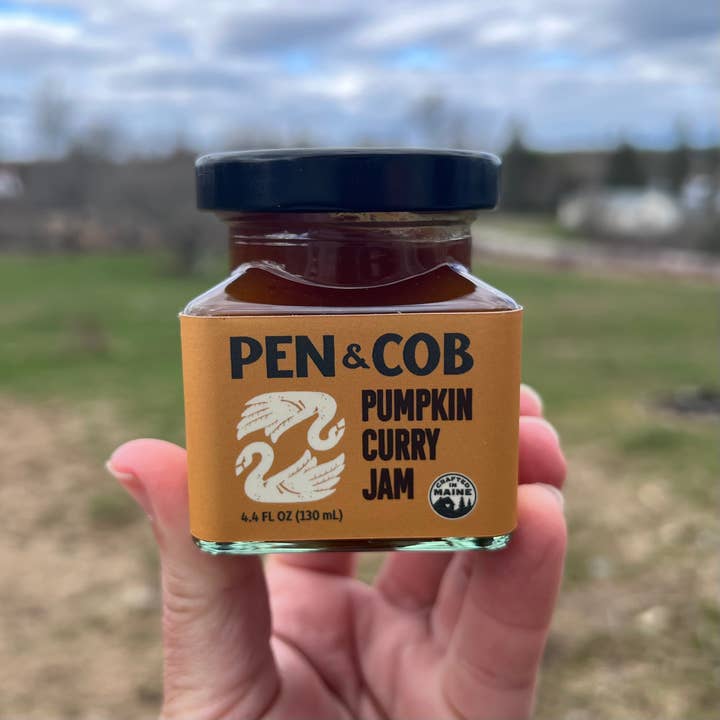 PEN & COB
PUMPKIN
CURRY
JAM
CRAFTED
IN
MAINE
4.4 FL OZ (130 mL)